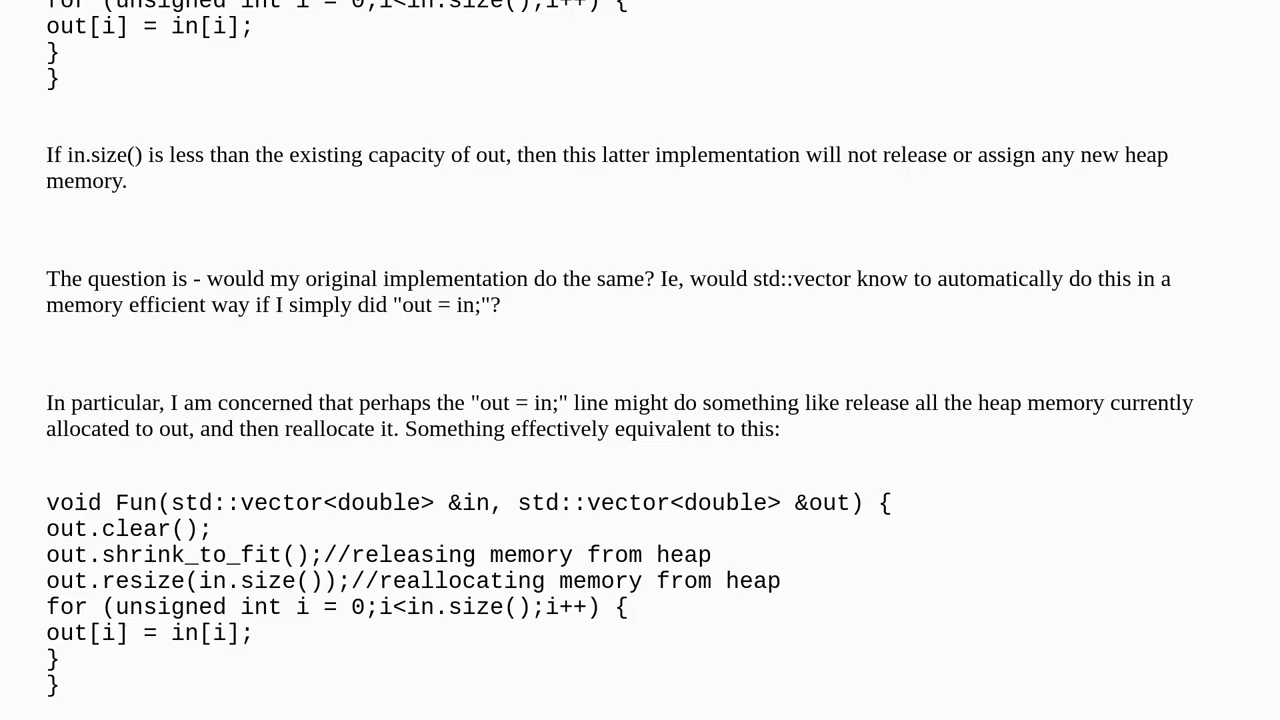 for (unsigned int i = 0;i<in.size();i++) {
out[i] = in[i];
}
}
If in.size() is less than the existing capacity of out, then this latter implementation will not release or assign any new heap
memory.
The question is - would my original implementation do the same? Ie, would std::vector know to automatically do this in a
memory efficient way if I simply did "out = in;"?
In particular, I am concerned that perhaps the "out = in;" line might do something like release all the heap memory currently
allocated to out, and then reallocate it. Something effectively equivalent to this:
void Fun(std::vector<double> &in, std::vector<double> &out) {
out.clear();
out.shrink_to_fit();//releasing memory from heap
out.resize(in.size());//reallocating memory from heap
for (unsigned int i = 0;i<in.size();i++) {
out[i] = in[i];
}
}